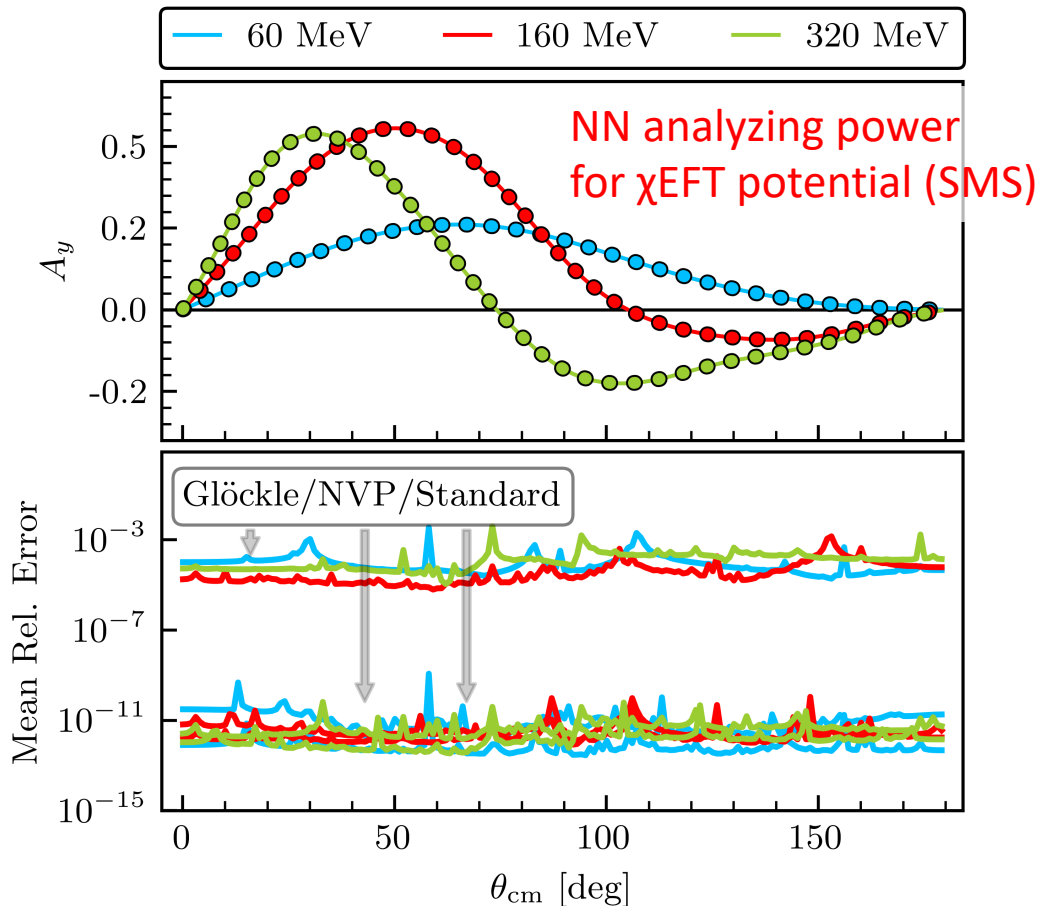 60 MeV 160 MeV 320 MeV
NN analyzing power
for χEFT potential (SMS)
0.5
0.2
0.0
-0.2
A_y
Glöckle/NVP/Standard
10⁻³
10⁻⁷
10⁻¹¹
10⁻¹⁵
Mean Rel. Error
0 50 100 150
θ_cm [deg]